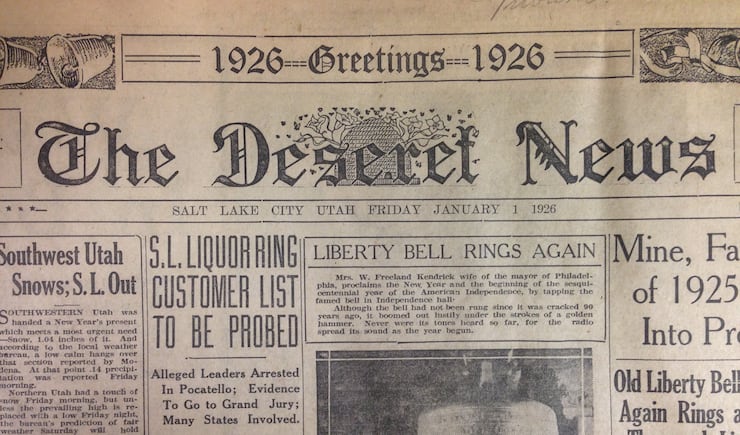 1926 Greetings 1926
The Deseret News
SALT LAKE CITY UTAH FRIDAY JANUARY 1 1926
Southwest Utah
Snows; S.L. Out
SOUTHWESTERN Utah was
handed a New Year's present
which meets a most urgent need
—Snow, 1.04 inches of it. And
according to the local weather
bureau, a low calm hangs over
that section reported by Mo-
dena. At that point .14 precipi-
tation was reported Friday
morning.
Northern Utah had a touch of
snow Friday morning, but un-
less the prevailing high is re-
placed with a low Friday night,
the bureau's prediction of fair
weather Saturday will hold
S.L. LIQUOR RING
CUSTOMER LIST
TO BE PROBED
Alleged Leaders Arrested
In Pocatello; Evidence
To Go to Grand Jury;
Many States Involved.
LIBERTY BELL RINGS AGAIN
Mrs. W. Freeland Kendrick wife of the mayor of Philadel-
phia, proclaims the New Year and the beginning of the sesqui-
centennial year of the American Independence, by tapping the
famed bell in Independence hall.
Although the bell had not been rung since it was cracked 90
years ago, it boomed out lustily under the strokes of a golden
hammer. Never were its tones heard so far, for the radio
spread its sound as the year begun.
Mine, Fa
of 1925
Into Pr
Old Liberty Bell
Again Rings a